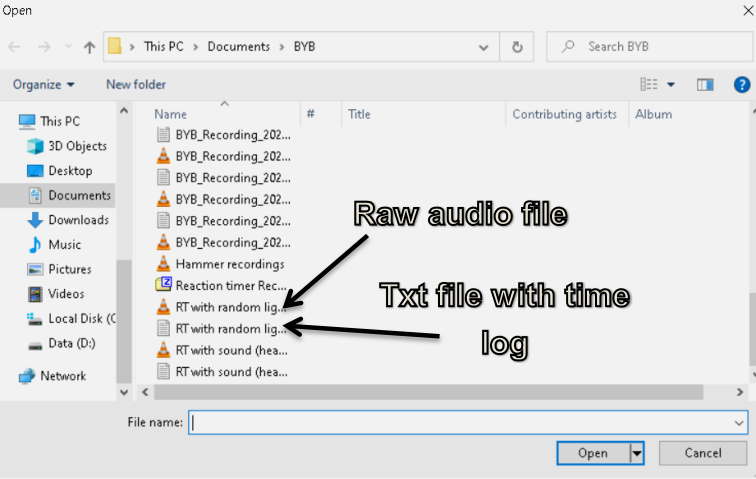 Open
This PC > Documents > BYB
Search BYB
Organize
New folder
?
Name
#
Title
Contributing artists
Album
This PC
3D Objects
Desktop
Documents
Downloads
Music
Pictures
Videos
Local Disk (C
Data (D:)
Network
BYB_Recording_202...
BYB_Recording_202...
BYB_Recording_202...
BYB_Recording_202...
BYB_Recording_202...
BYB_Recording_202...
Hammer recordings
Reaction timer Rec...
RT with random lig...
RT with random lig...
RT with sound (hea...
RT with sound (hea...
Raw audio file
Txt file with time
log
File name:
Open
Cancel